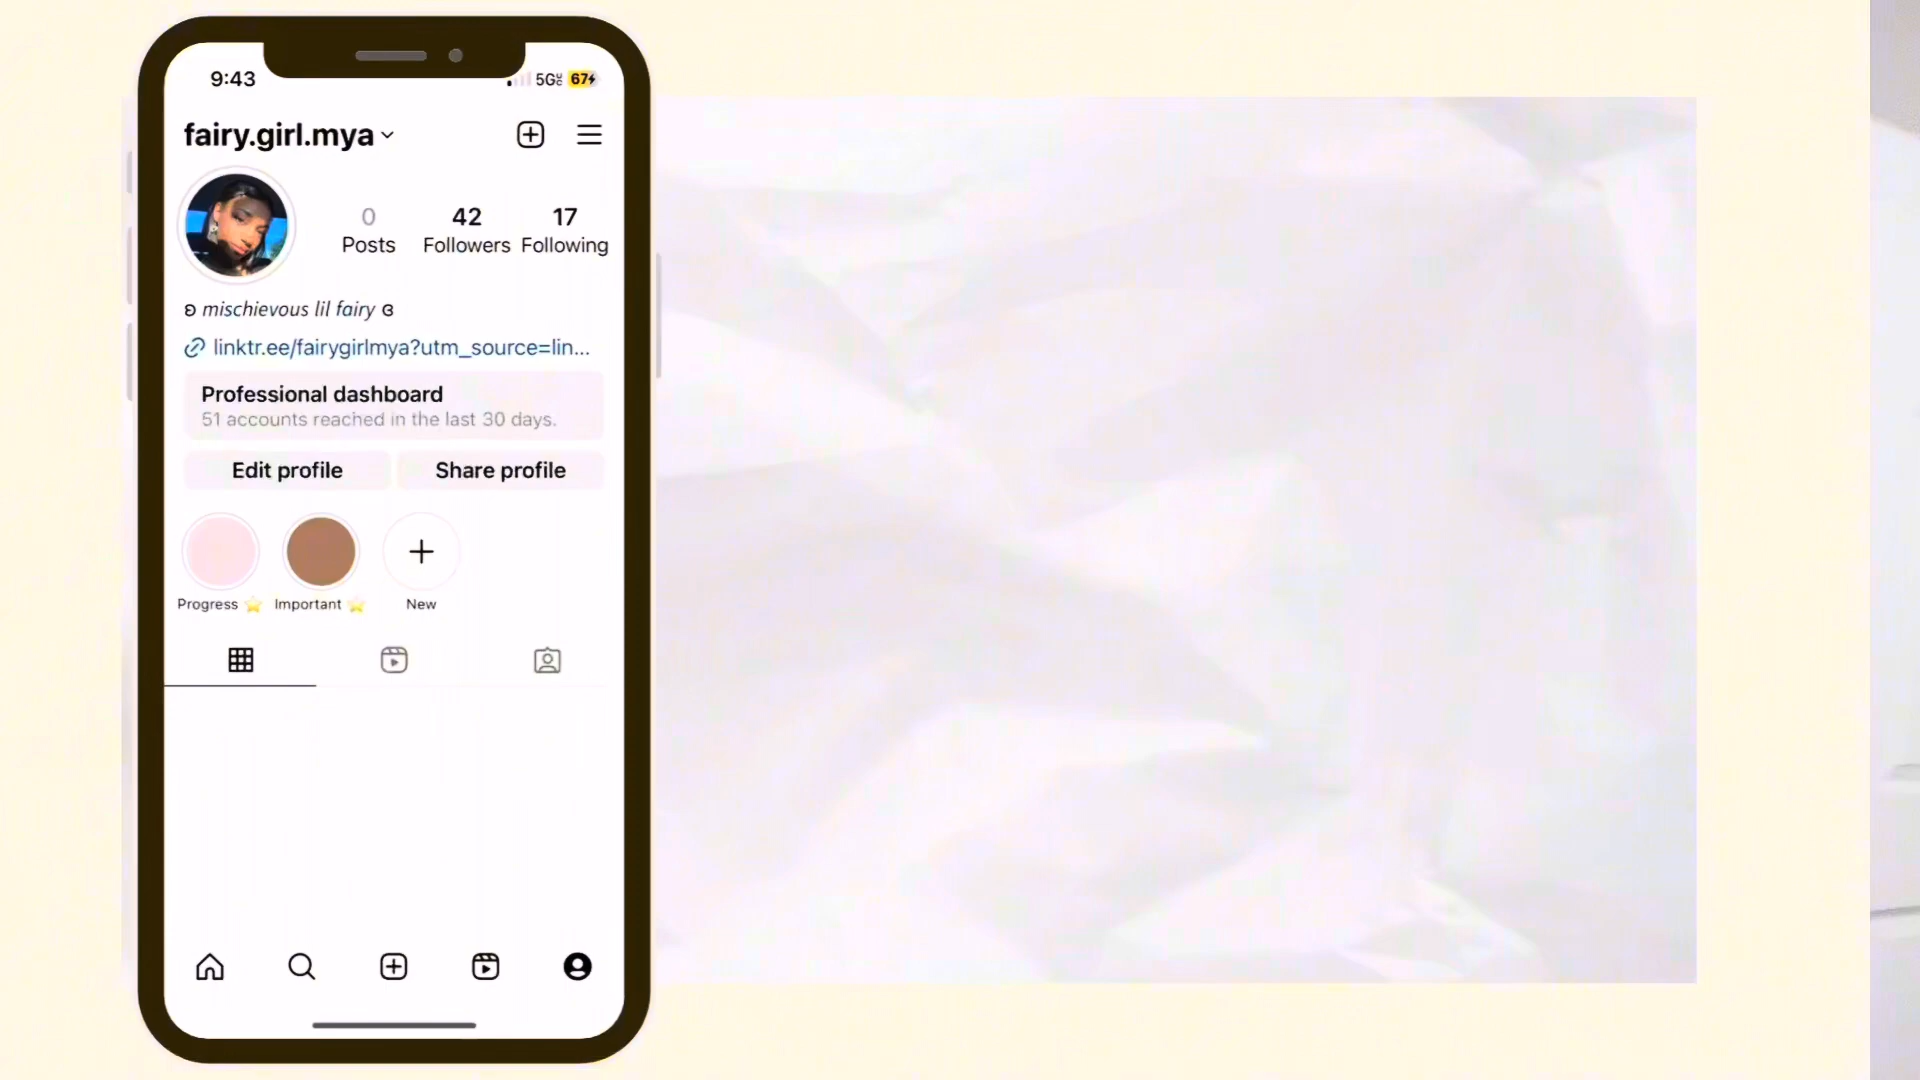 9:43
5G 67
fairy.girl.mya
0 42 17
Posts Followers Following
ʚ mischievous lil fairy ɞ
linktr.ee/fairygirlmya?utm_source=lin...
Professional dashboard
51 accounts reached in the last 30 days.
Edit profile Share profile
Progress ⭐ Important ⭐ New